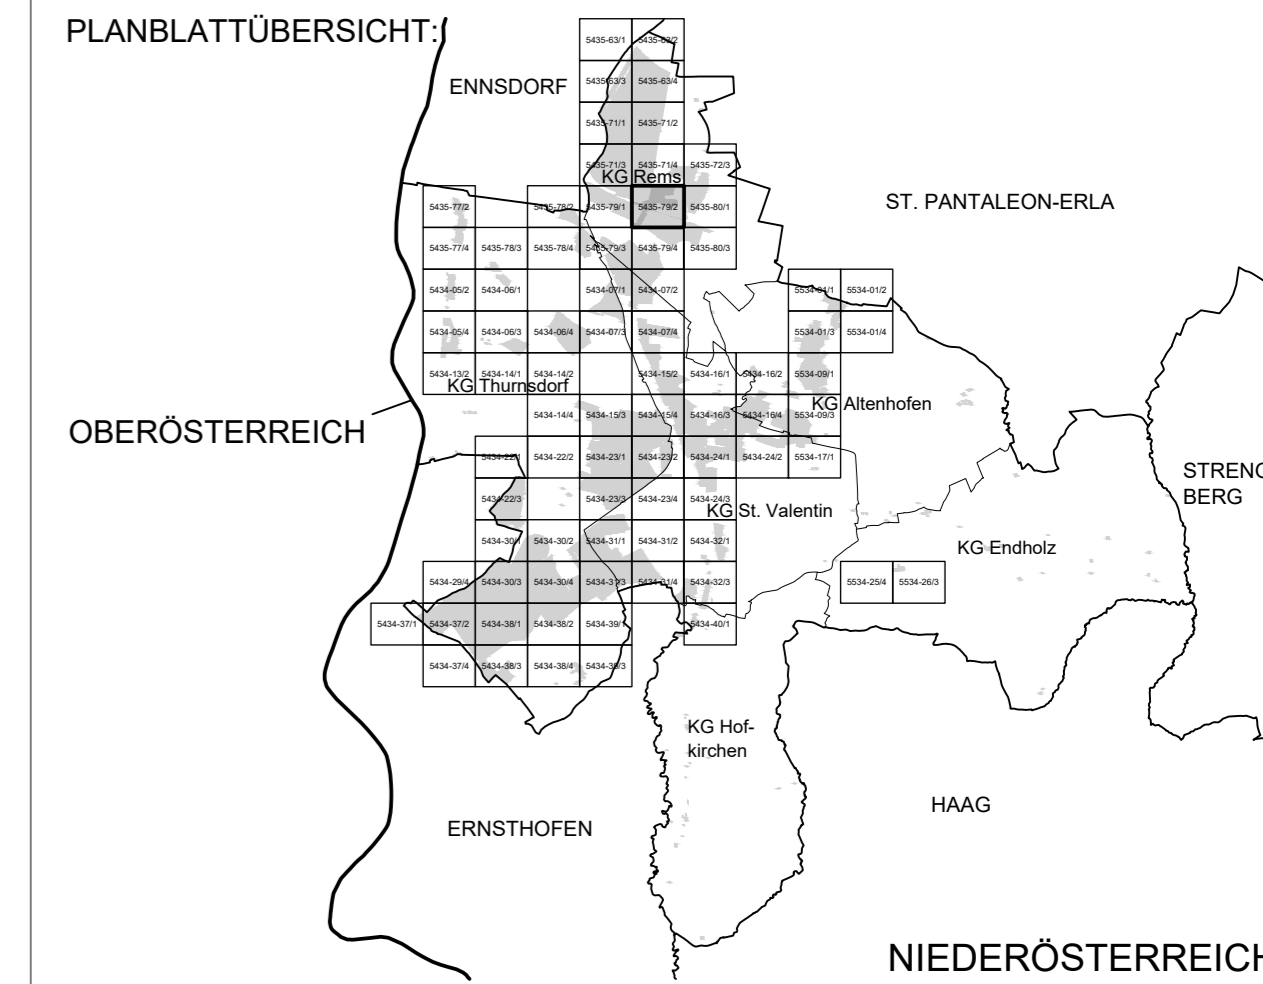 PLANBLATTÜBERSICHT:
5435-63/1 5435-63/2
ENNSDORF
5435-63/3 5435-63/4
5435-71/1 5435-71/2
5435-71/3 5435-71/4 5435-72/3
KG Rems
ST. PANTALEON-ERLA
5435-77/2 5435-78/2 5435-79/1 5435-79/2 5435-80/1
5435-77/4 5435-78/3 5435-78/4 5435-79/3 5435-79/4 5435-80/3
5434-05/2 5434-06/1 5434-07/1 5434-07/2 5534-01/1 5534-01/2
5434-05/4 5434-06/3 5434-06/4 5434-07/3 5434-07/4 5534-01/3 5534-01/4
5434-13/2 5434-14/1 5434-14/2 5434-15/2 5434-16/1 5434-16/2 5534-09/1
KG Thurnsdorf
KG Altenhofen
5434-14/4 5434-15/3 5434-15/4 5434-16/3 5434-16/4 5534-09/3
OBERÖSTERREICH
5434-22/1 5434-22/2 5434-23/1 5434-23/2 5434-24/1 5434-24/2 5534-17/1
STRENG
BERG
5434-22/3 5434-23/3 5434-23/4 5434-24/3
KG St. Valentin
5434-30/1 5434-30/2 5434-31/1 5434-31/2 5434-32/1
KG Endholz
5434-29/4 5434-30/3 5434-30/4 5434-31/3 5434-31/4 5434-32/3 5534-25/4 5534-26/3
5434-37/1 5434-37/2 5434-38/1 5434-38/2 5434-39/1 5434-40/1
5434-37/4 5434-38/3 5434-38/4 5434-39/3
KG Hof-
kirchen
HAAG
ERNSTHOFEN
NIEDERÖSTERREICH